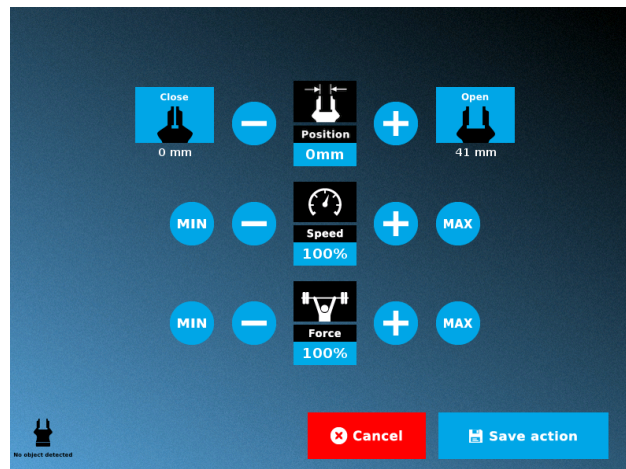 Close
Open
Position
0mm
0 mm
41 mm
MIN
Speed
100%
MAX
MIN
Force
100%
MAX
No object detected
Cancel
Save action